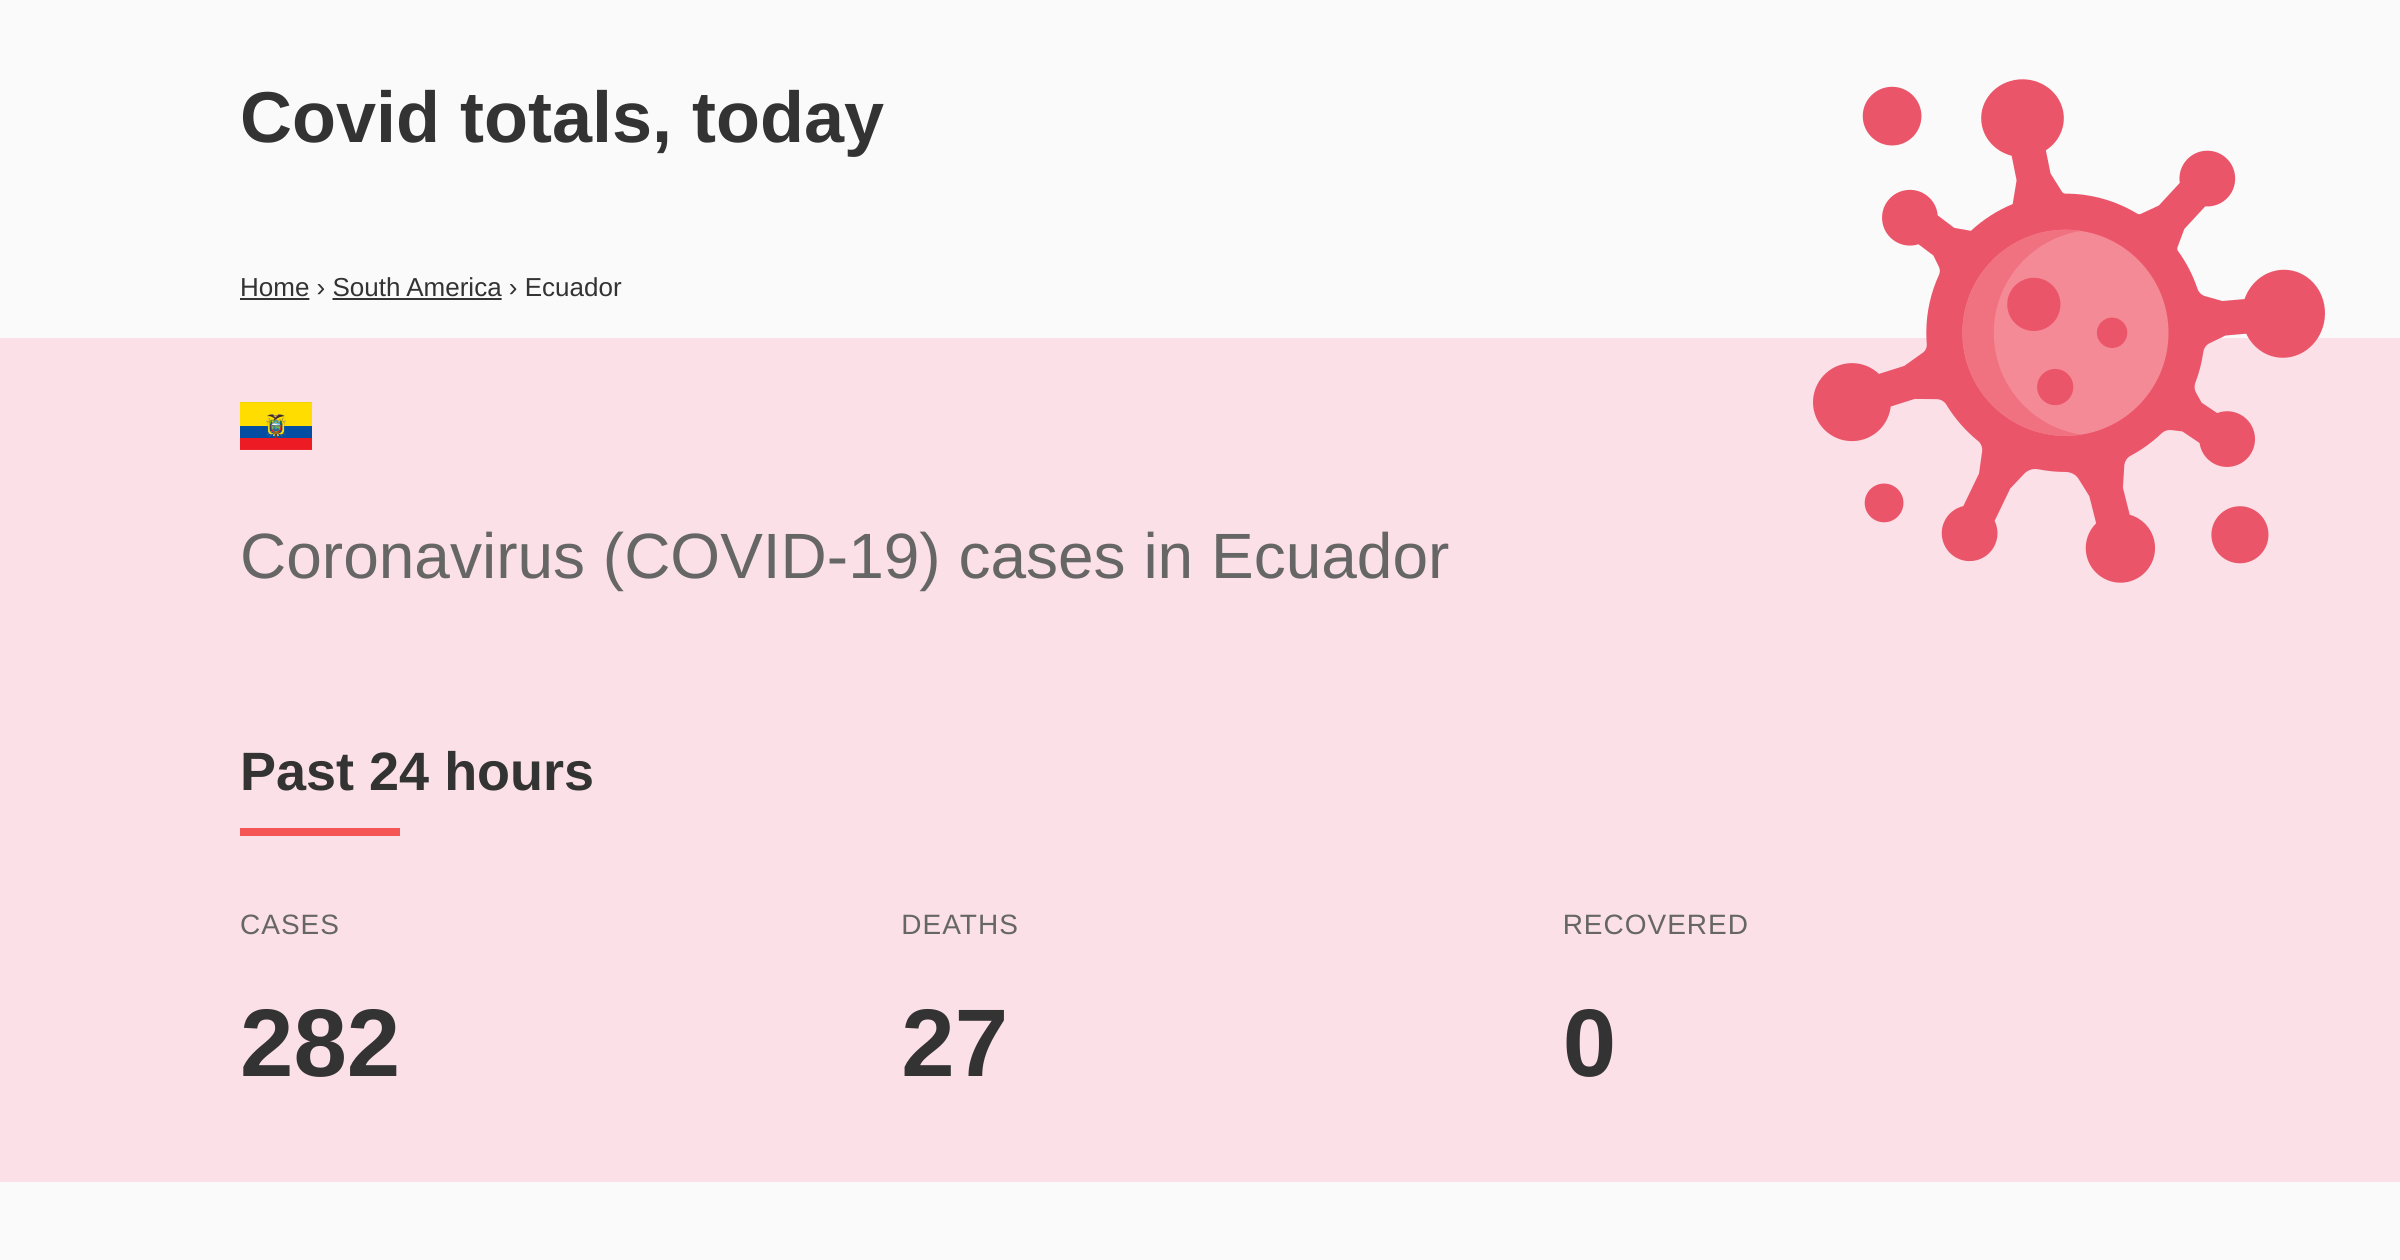 Covid totals, today
Home › South America › Ecuador
Coronavirus (COVID-19) cases in Ecuador
Past 24 hours
CASES
DEATHS
RECOVERED
282
27
0